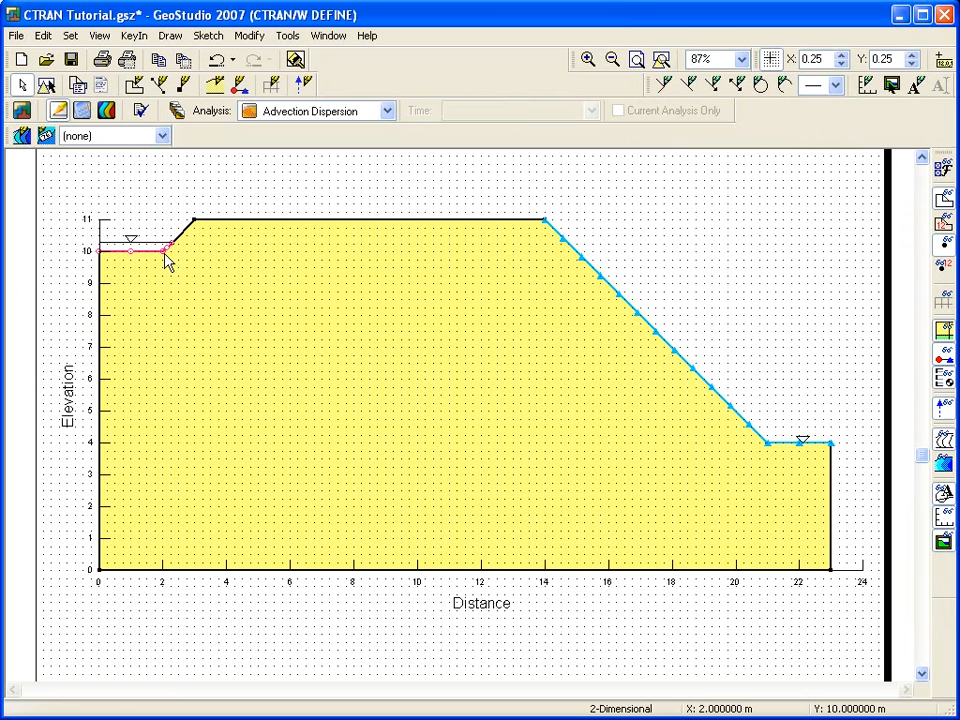 CTRAN Tutorial.gsz* - GeoStudio 2007 (CTRAN/W DEFINE)
File Edit Set View KeyIn Draw Sketch Modify Tools Window Help
87% X: 0.25 Y: 0.25
Analysis: Advection Dispersion Time: Current Analysis Only
(none)
11
10
9
8
7
6
5
4
3
2
1
0
Elevation
0 2 4 6 8 10 12 14 16 18 20 22 24
Distance
2-Dimensional X: 2.000000 m Y: 10.000000 m